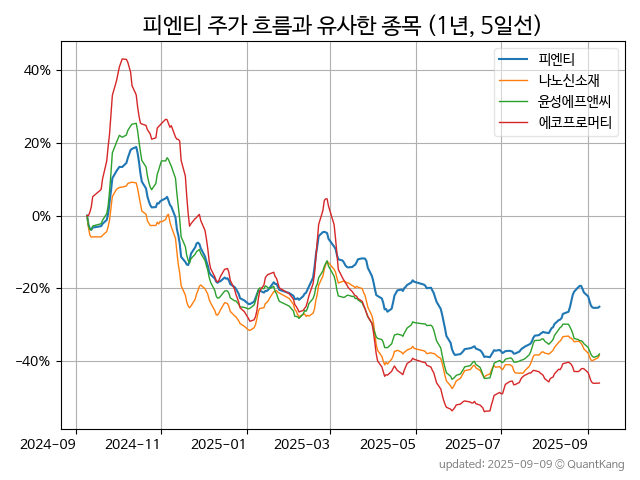 피엔티 주가 흐름과 유사한 종목 (1년, 5일선)
피엔티
나노신소재
윤성에프앤씨
에코프로머티
40%
20%
0%
−20%
−40%
2024-09
2024-11
2025-01
2025-03
2025-05
2025-07
2025-09
updated: 2025-09-09 © QuantKang